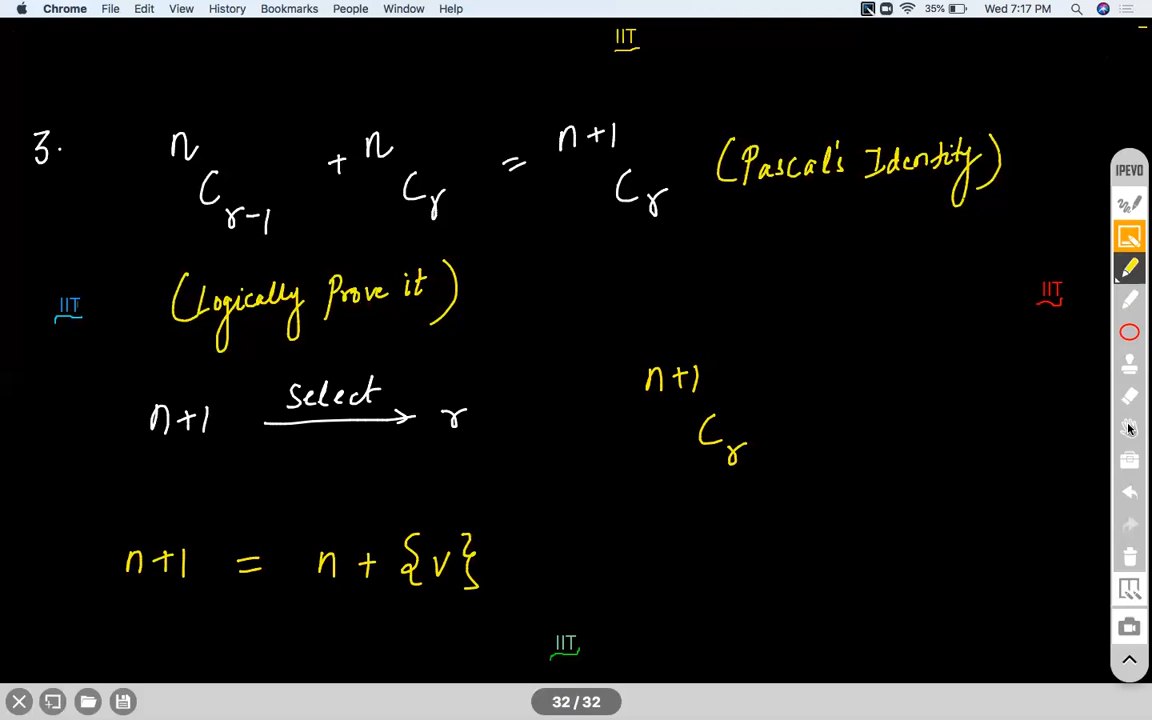 Chrome File Edit View History Bookmarks People Window Help 35% Wed 7:17 PM
IIT
3. nCr-1 + nCr = n+1Cr (Pascal's Identity)
(Logically Prove it)
IIT
IIT
n+1 Select r
n+1Cr
n+1 = n + {v}
IIT
IPEVO
32 / 32